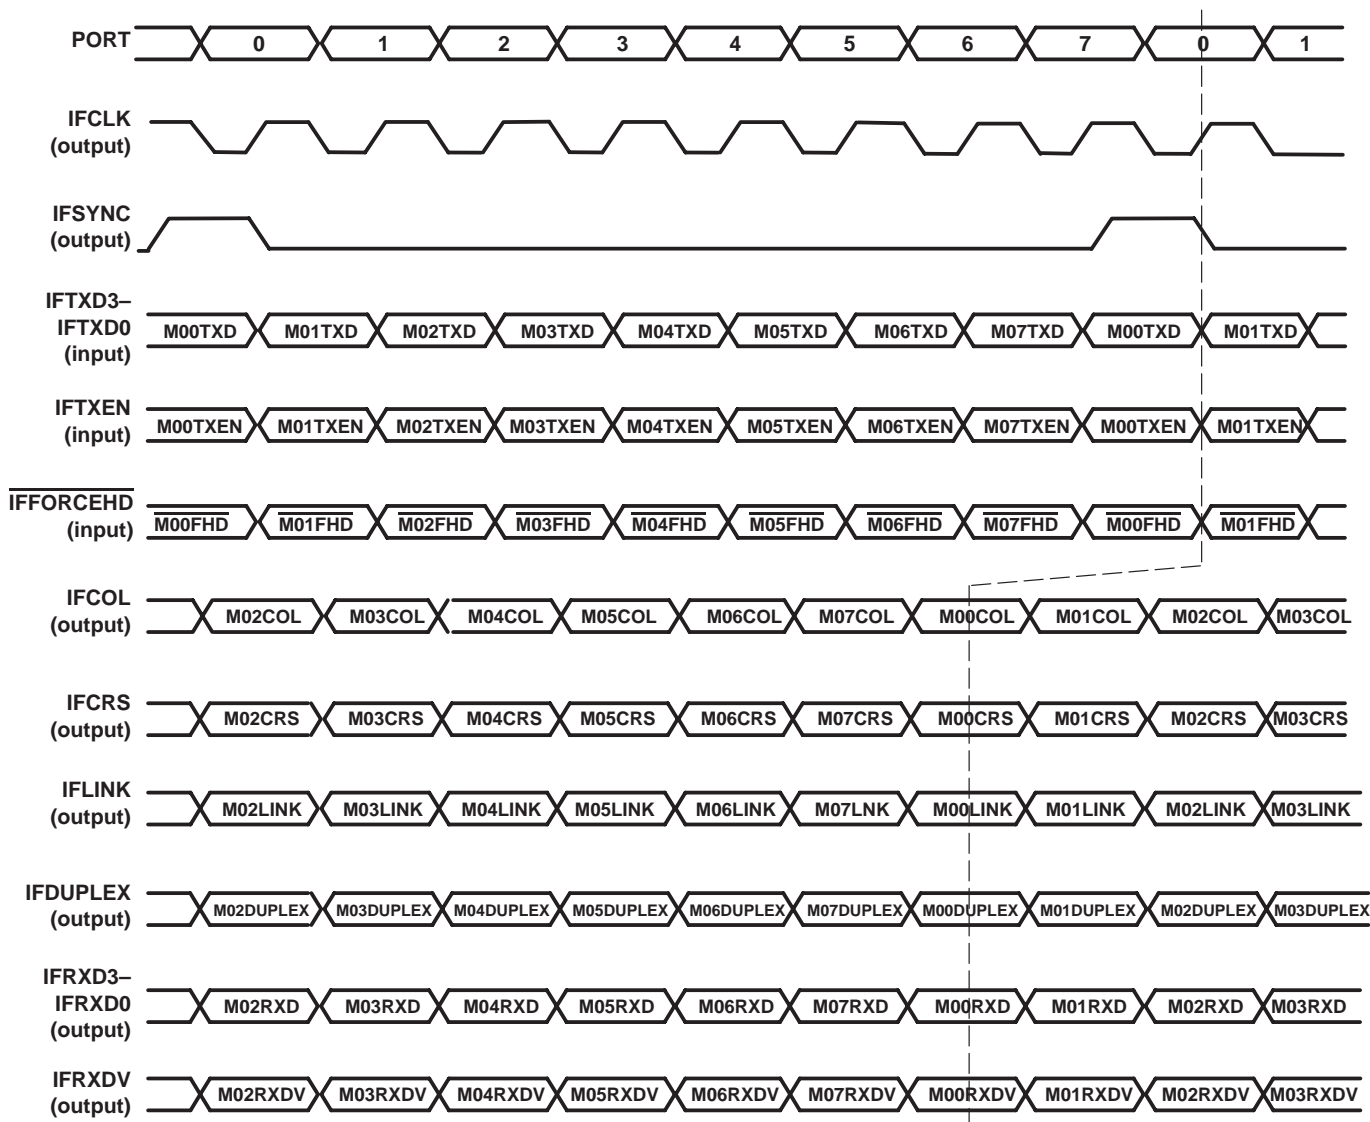 PORT 0 1 2 3 4 5 6 7 0 1
IFCLK
(output)
IFSYNC
(output)
IFTXD3–
IFTXD0 M00TXD M01TXD M02TXD M03TXD M04TXD M05TXD M06TXD M07TXD M00TXD M01TXD
(input)
IFTXEN
M00TXEN M01TXEN M02TXEN M03TXEN M04TXEN M05TXEN M06TXEN M07TXEN M00TXEN M01TXEN
(input)
IFFORCEHD
M00FHD M01FHD M02FHD M03FHD M04FHD M05FHD M06FHD M07FHD M00FHD M01FHD
(input)
IFCOL
M02COL M03COL M04COL M05COL M06COL M07COL M00COL M01COL M02COL M03COL
(output)
IFCRS
M02CRS M03CRS M04CRS M05CRS M06CRS M07CRS M00CRS M01CRS M02CRS M03CRS
(output)
IFLINK
M02LINK M03LINK M04LINK M05LINK M06LINK M07LNK M00LINK M01LINK M02LINK M03LINK
(output)
IFDUPLEX
M02DUPLEX M03DUPLEX M04DUPLEX M05DUPLEX M06DUPLEX M07DUPLEX M00DUPLEX M01DUPLEX M02DUPLEX M03DUPLEX
(output)
IFRXD3–
IFRXD0 M02RXD M03RXD M04RXD M05RXD M06RXD M07RXD M00RXD M01RXD M02RXD M03RXD
(output)
IFRXDV
M02RXDV M03RXDV M04RXDV M05RXDV M06RXDV M07RXDV M00RXDV M01RXDV M02RXDV M03RXDV
(output)